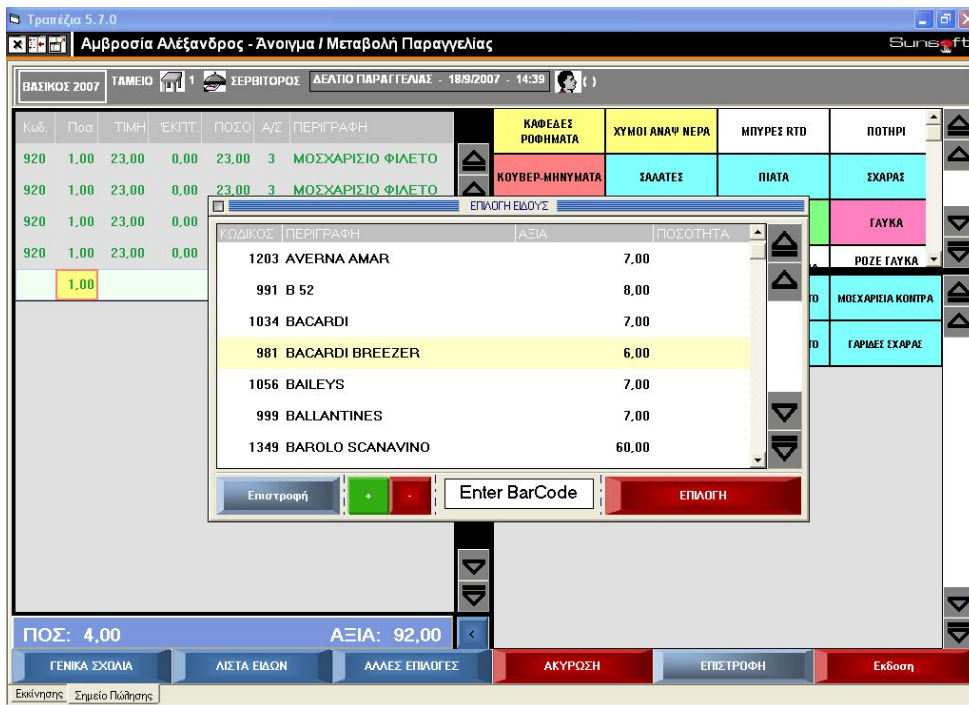 Τραπέζια 5.7.0
Αμβροσία Αλέξανδρος - Άνοιγμα / Μεταβολή Παραγγελίας
Sunsoft
ΒΑΣΙΚΟΣ 2007 ΤΑΜΕΙΟ 1 ΣΕΡΒΙΤΟΡΟΣ ΔΕΛΤΙΟ ΠΑΡΑΓΓΕΛΙΑΣ - 18/9/2007 - 14:39 ( )
Κωδ. Ποσ. ΤΙΜΗ ΈΚΠΤ. ΠΟΣΟ Α/Σ ΠΕΡΙΓΡΑΦΗ
920 1,00 23,00 0,00 23,00 3 ΜΟΣΧΑΡΙΣΙΟ ΦΙΛΕΤΟ
920 1,00 23,00 0,00 23,00 3 ΜΟΣΧΑΡΙΣΙΟ ΦΙΛΕΤΟ
920 1,00 23,00 0,00
920 1,00 23,00 0,00
1,00
ΚΑΦΕΔΕΣ ΡΟΦΗΜΑΤΑ
ΧΥΜΟΙ ΑΝΑΨ ΝΕΡΑ
ΜΠΥΡΕΣ RTD
ΠΟΤΗΡΙ
ΚΟΥΒΕΡ-ΜΗΝΥΜΑΤΑ
ΣΑΛΑΤΕΣ
ΠΙΑΤΑ
ΣΧΑΡΑΣ
ΓΛΥΚΑ
ΡΟΖΕ ΓΛΥΚΑ
ΤΟ
ΜΟΣΧΑΡΙΣΙΑ ΚΟΝΤΡΑ
ΤΟ
ΓΑΡΙΔΕΣ ΣΧΑΡΑΣ
ΕΠΙΛΟΓΗ ΕΙΔΟΥΣ
ΚΩΔΙΚΟΣ ΠΕΡΙΓΡΑΦΗ ΑΞΙΑ ΠΟΣΟΤΗΤΑ
1203 AVERNA AMAR 7,00
991 B 52 8,00
1034 BACARDI 7,00
981 BACARDI BREEZER 6,00
1056 BAILEYS 7,00
999 BALLANTINES 7,00
1349 BAROLO SCANAVINO 60,00
Επιστροφή + - Enter BarCode ΕΠΙΛΟΓΗ
ΠΟΣ: 4,00 ΑΞΙΑ: 92,00 <
ΓΕΝΙΚΑ ΣΧΟΛΙΑ ΛΙΣΤΑ ΕΙΔΩΝ ΑΛΛΕΣ ΕΠΙΛΟΓΕΣ ΑΚΥΡΩΣΗ ΕΠΙΣΤΡΟΦΗ Εκδοση
Εκκίνησης Σημείο Πώλησης